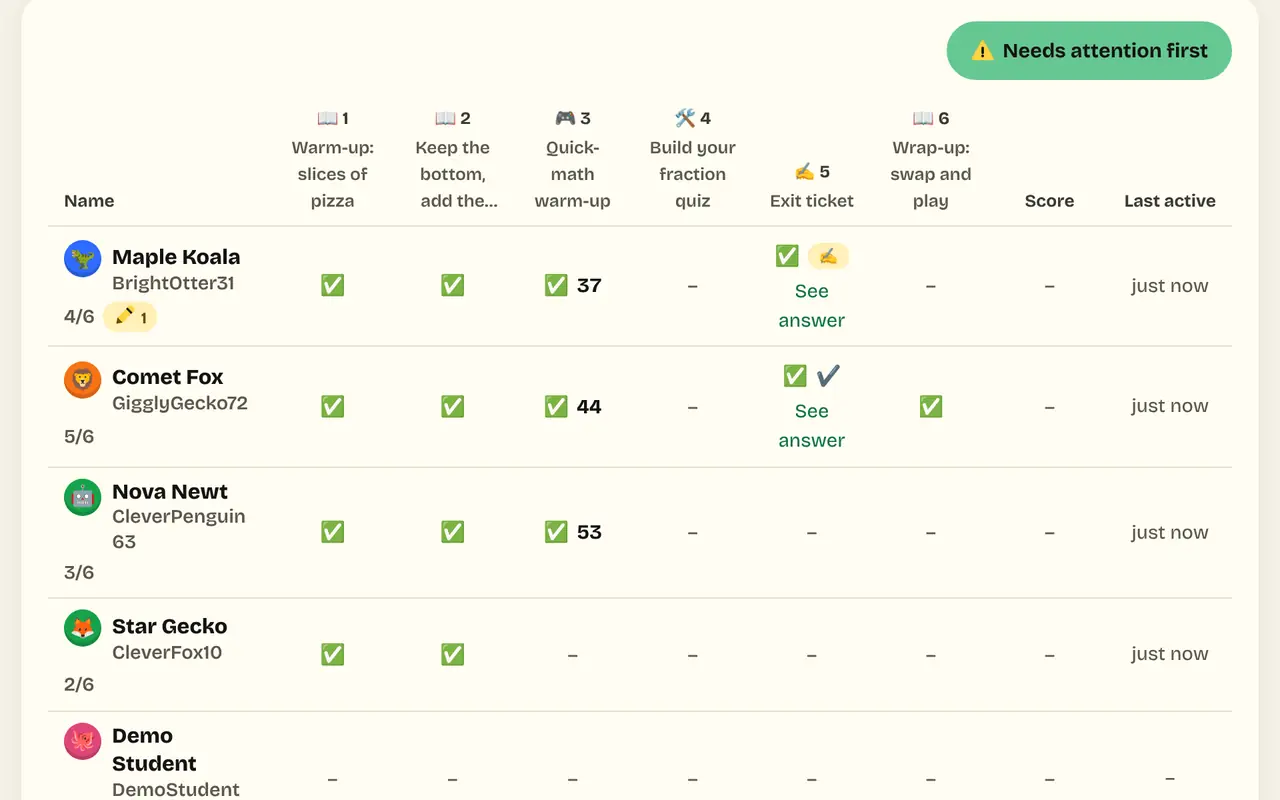 ⚠️ Needs attention first
Name
📖 1
Warm-up:
slices of
pizza
📖 2
Keep the
bottom,
add the...
🎮 3
Quick-
math
warm-up
🛠️ 4
Build your
fraction
quiz
✍️ 5
Exit ticket
📖 6
Wrap-up:
swap and
play
Score
Last active
Maple Koala
BrightOtter31
4/6 ✏️ 1
✅
✅
✅ 37
–
✅ ✍️
See
answer
–
–
just now
Comet Fox
GigglyGecko72
5/6
✅
✅
✅ 44
–
✅ ✔️
See
answer
✅
–
just now
Nova Newt
CleverPenguin
63
3/6
✅
✅
✅ 53
–
–
–
–
just now
Star Gecko
CleverFox10
2/6
✅
✅
–
–
–
–
–
just now
Demo
Student
DemoStudent
–
–
–
–
–
–
–
–